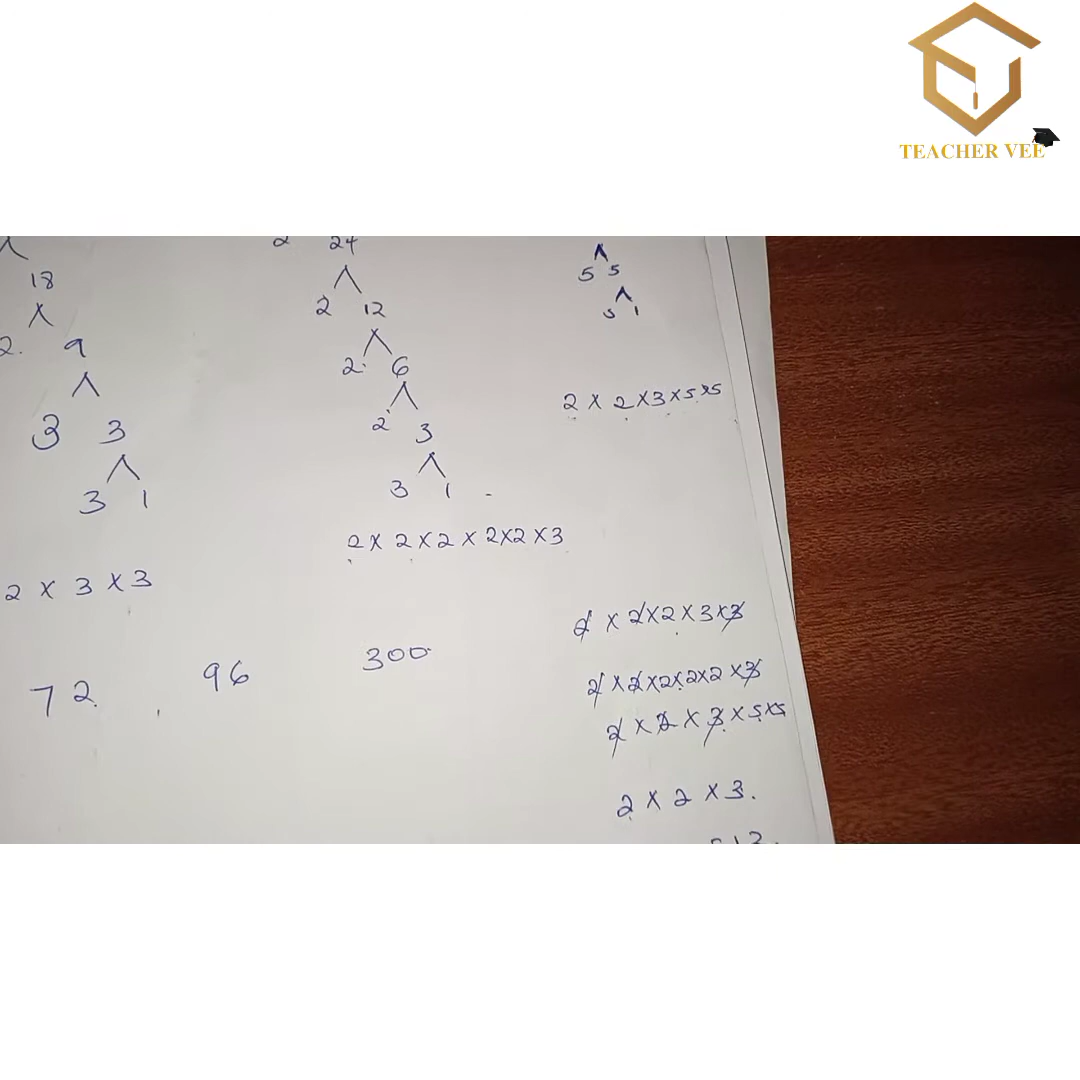 TEACHER VEE
2 24 5 5
18 2 12 5 1
2. 9 2. 6
3 3 2 3 2 x 2 x 3 x 5 x 5
3 1 3 1 -
2 x 2 x 2 x 2 x 2 x 3
2 x 3 x 3
72. 96 300
2 x 2 x 2 x 3 x 3
2 x 2 x 2 x 2 x 2 x 3
2 x 2 x 3 x 5 x 5
2 x 2 x 3.